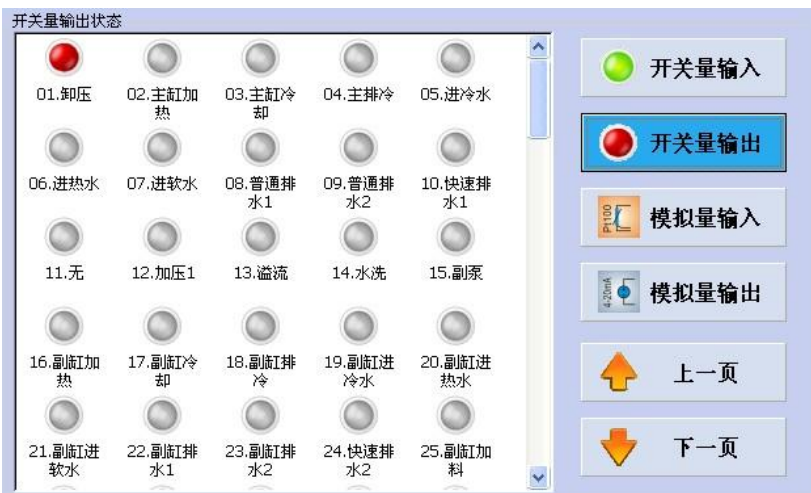 开关量输出状态
01.卸压
02.主缸加
热
03.主缸冷
却
04.主排冷
05.进冷水
06.进热水
07.进软水
08.普通排
水1
09.普通排
水2
10.快速排
水1
11.无
12.加压1
13.溢流
14.水洗
15.副泵
16.副缸加
热
17.副缸冷
却
18.副缸排
冷
19.副缸进
冷水
20.副缸进
热水
21.副缸进
软水
22.副缸排
水1
23.副缸排
水2
24.快速排
水2
25.副缸加
料
开关量输入
开关量输出
Pt100
模拟量输入
4-20mA
模拟量输出
上一页
下一页